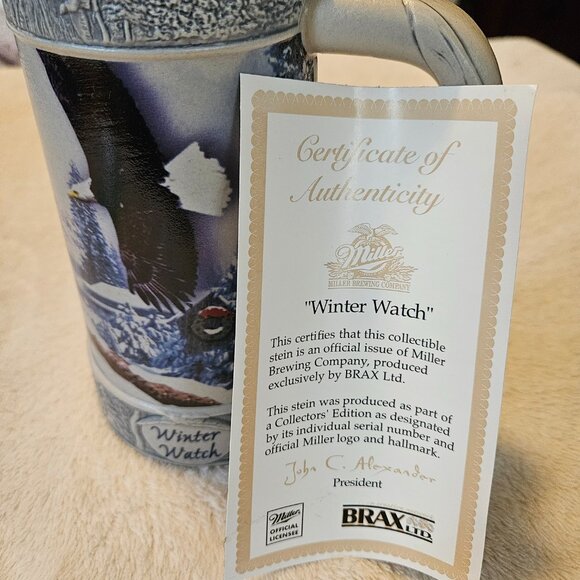 Certificate of
Authenticity
Miller
MILLER BREWING COMPANY
"Winter Watch"
This certifies that this collectible
stein is an official issue of Miller
Brewing Company, produced
exclusively by BRAX Ltd.
This stein was produced as part of
a Collectors' Edition as designated
by its individual serial number and
official Miller logo and hallmark.
John C. Alexander
President
Miller
OFFICIAL
LICENSEE
BRAX
LTD.
Winter
Watch